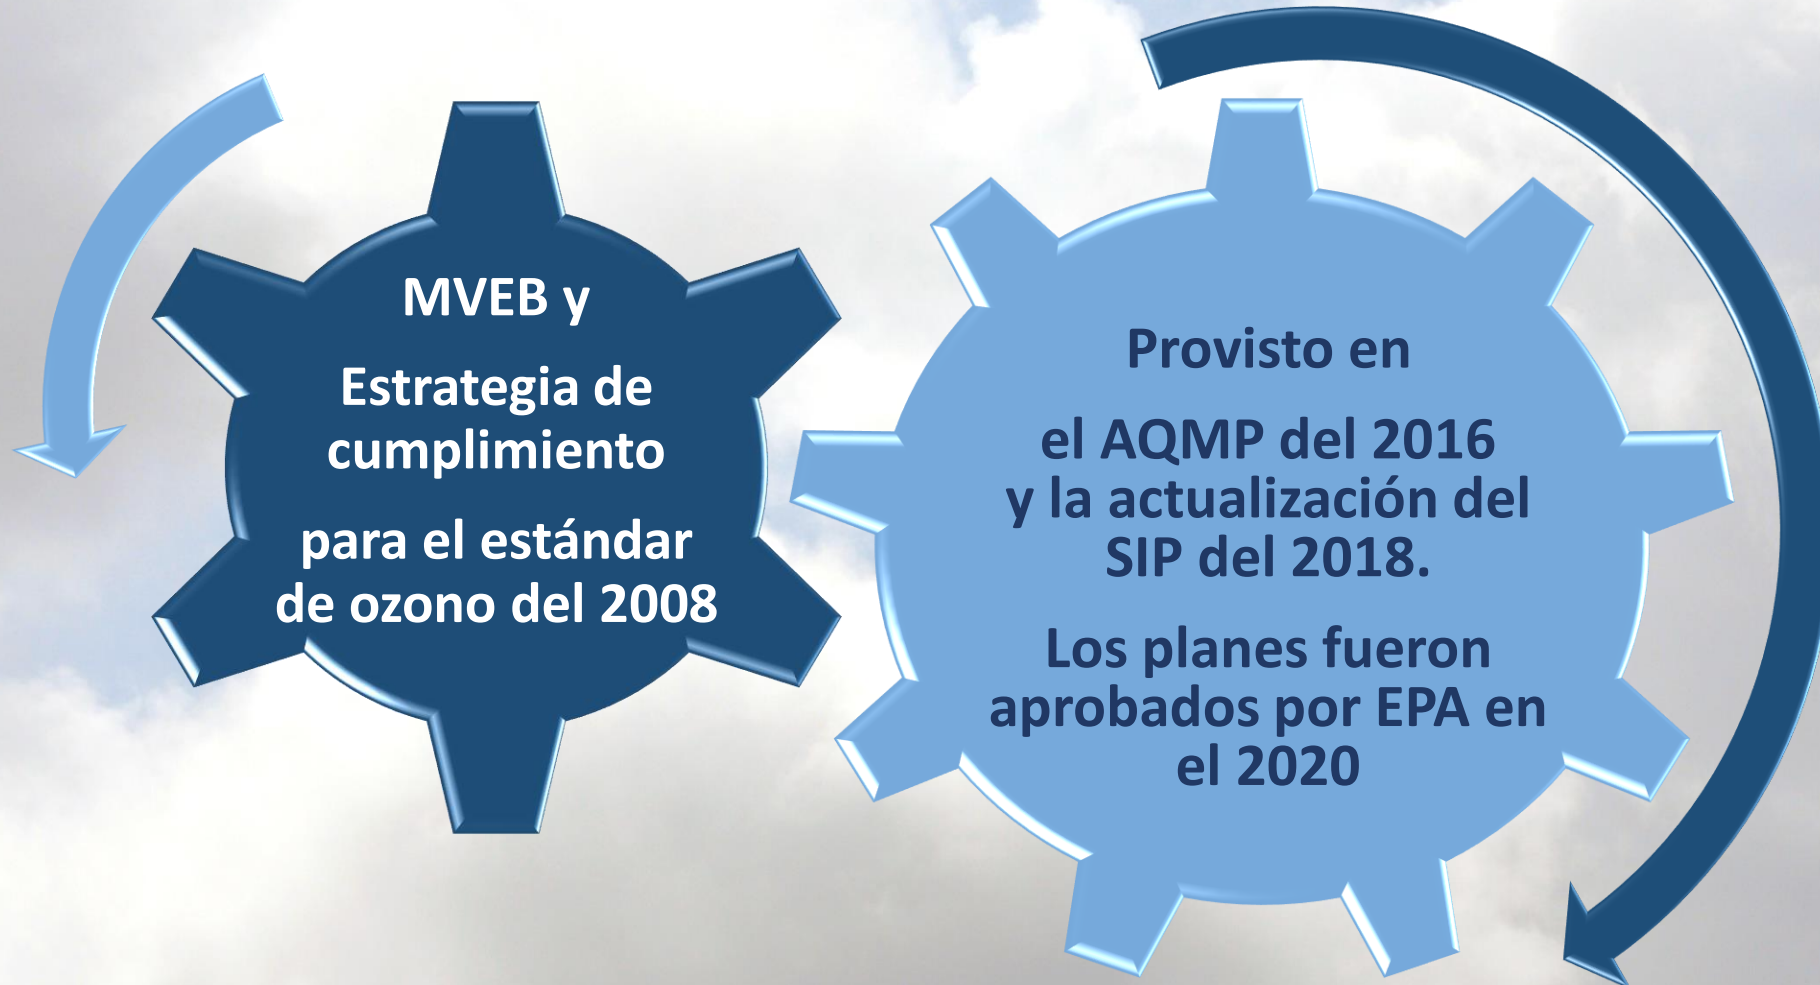 MVEB y
Estrategia de
cumplimiento
para el estándar
de ozono del 2008
Provisto en
el AQMP del 2016
y la actualización del
SIP del 2018.
Los planes fueron
aprobados por EPA en
el 2020